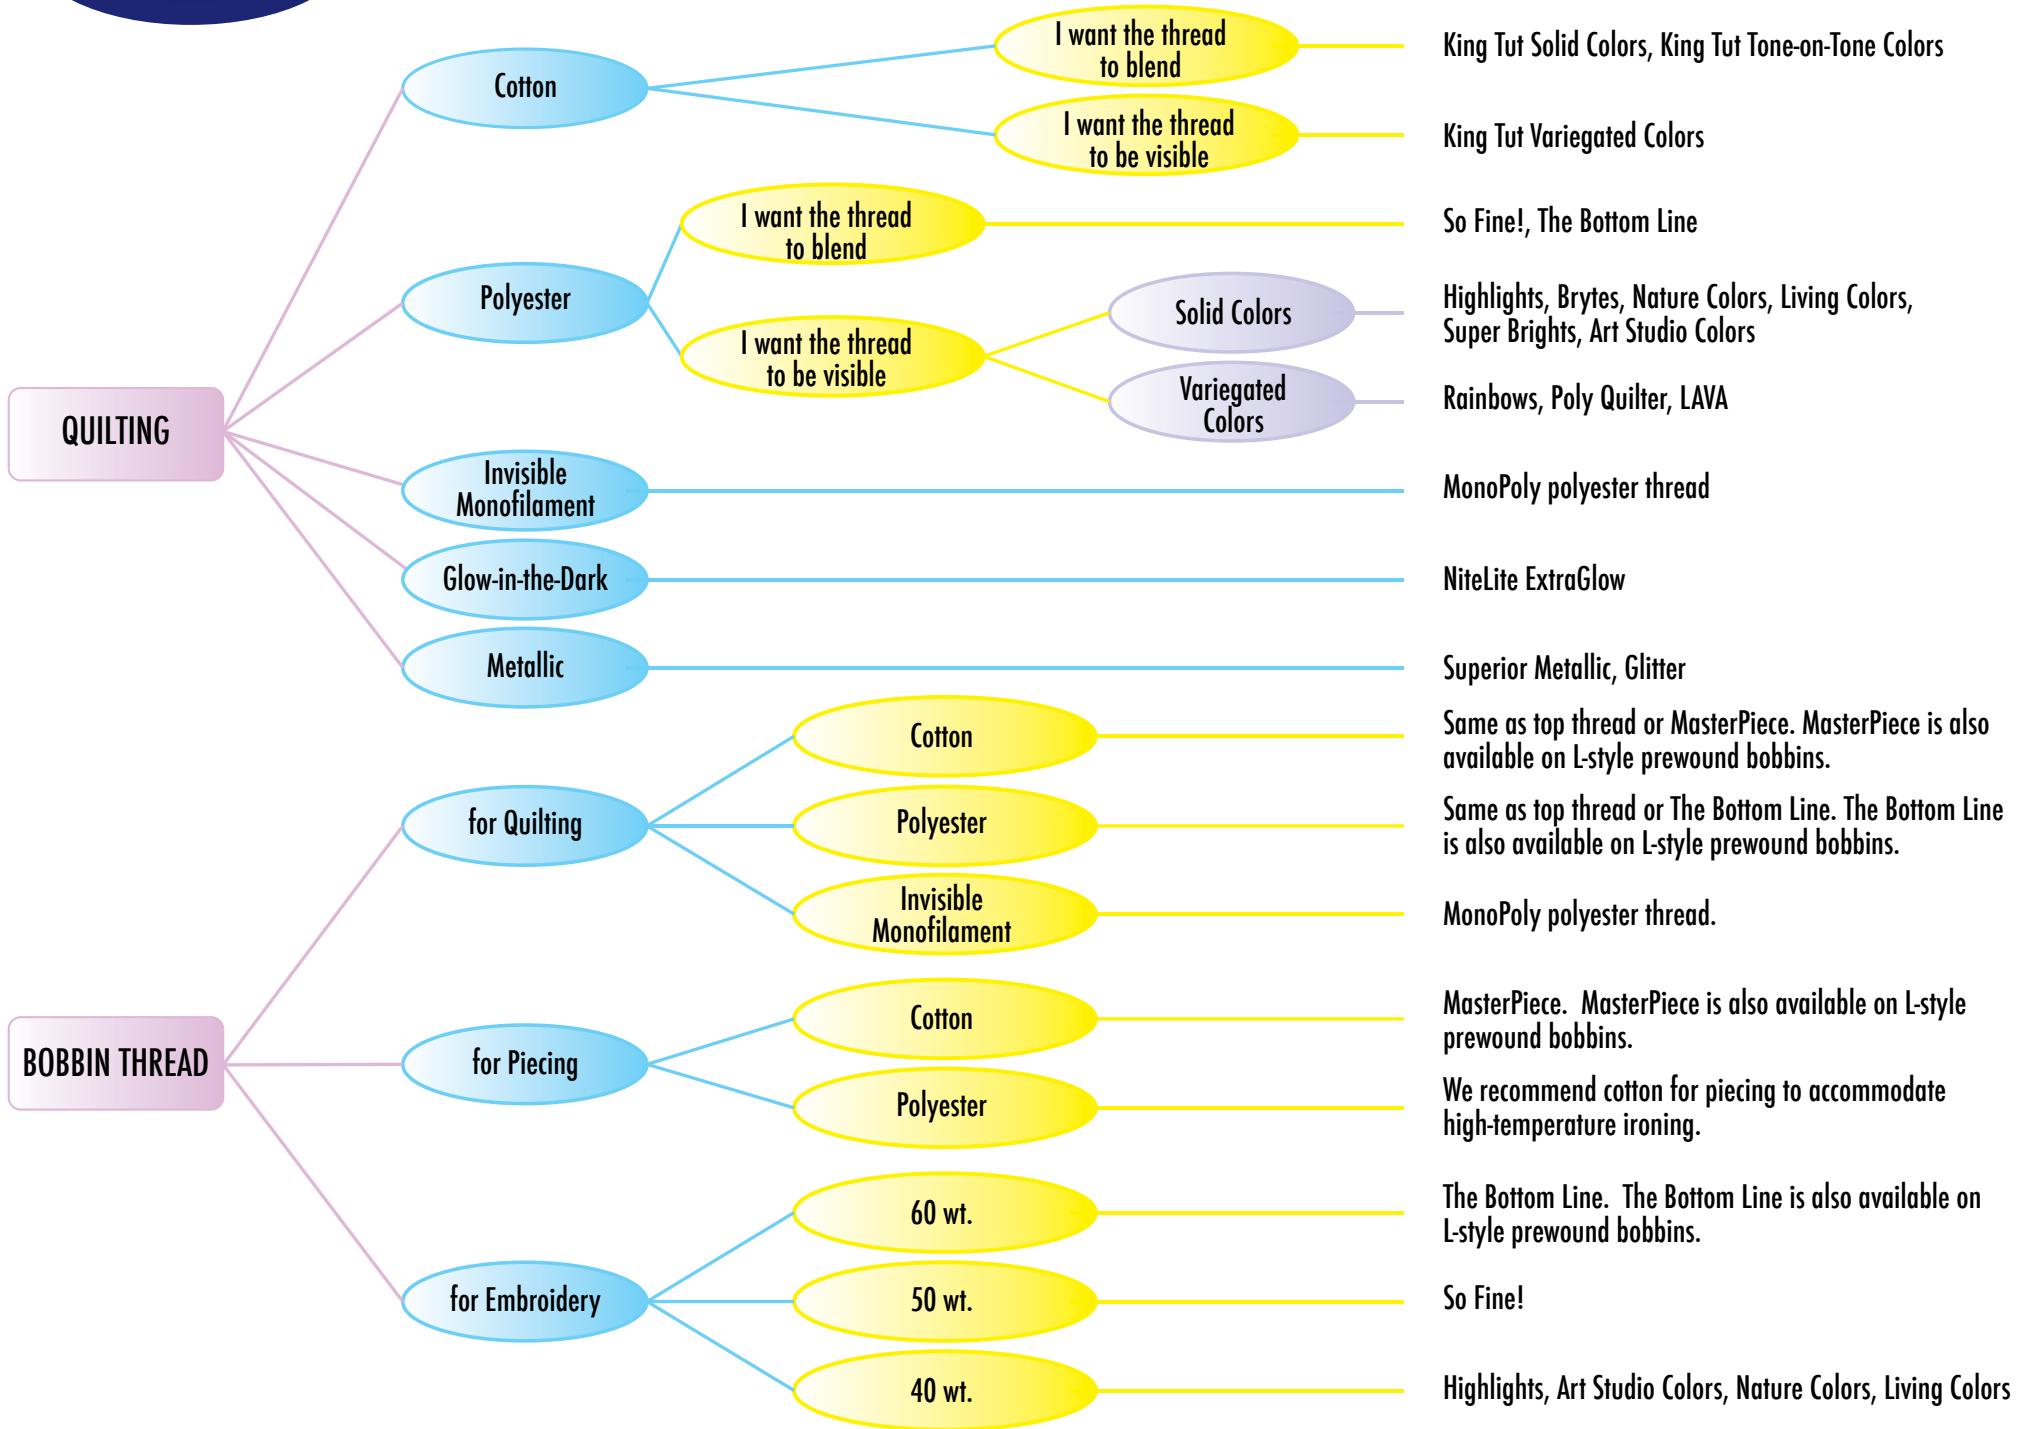 QUILTING
Cotton
I want the thread
to blend
King Tut Solid Colors, King Tut Tone-on-Tone Colors
I want the thread
to be visible
King Tut Variegated Colors
Polyester
I want the thread
to blend
So Fine!, The Bottom Line
I want the thread
to be visible
Solid Colors
Highlights, Brytes, Nature Colors, Living Colors,
Super Brights, Art Studio Colors
Variegated
Colors
Rainbows, Poly Quilter, LAVA
Invisible
Monofilament
MonoPoly polyester thread
Glow-in-the-Dark
NiteLite ExtraGlow
Metallic
Superior Metallic, Glitter
BOBBIN THREAD
for Quilting
Cotton
Same as top thread or MasterPiece. MasterPiece is also
available on L-style prewound bobbins.
Polyester
Same as top thread or The Bottom Line. The Bottom Line
is also available on L-style prewound bobbins.
Invisible
Monofilament
MonoPoly polyester thread.
for Piecing
Cotton
MasterPiece.  MasterPiece is also available on L-style
prewound bobbins.
Polyester
We recommend cotton for piecing to accommodate
high-temperature ironing.
for Embroidery
60 wt.
The Bottom Line.  The Bottom Line is also available on
L-style prewound bobbins.
50 wt.
So Fine!
40 wt.
Highlights, Art Studio Colors, Nature Colors, Living Colors